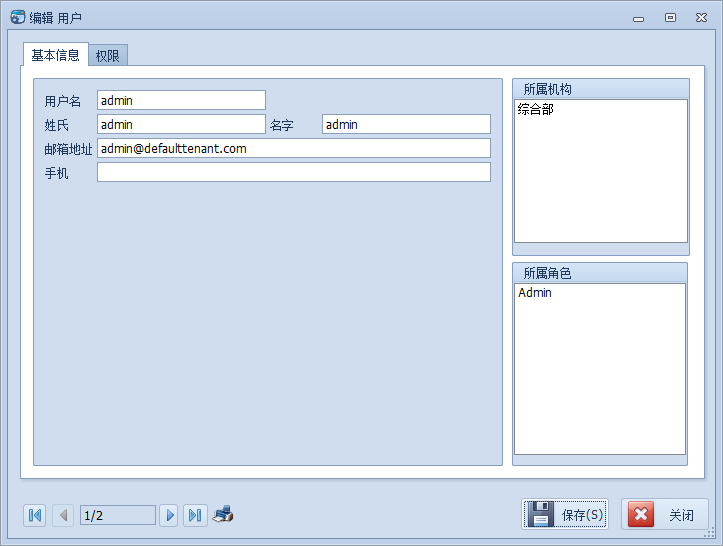 编辑 用户
基本信息 权限
用户名 admin
姓氏 admin 名字 admin
邮箱地址 admin@defaulttenant.com
手机
所属机构
综合部
所属角色
Admin
1/2
保存(S) 关闭